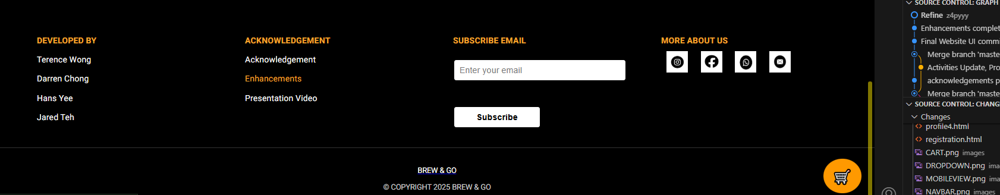 DEVELOPED BY
Terence Wong
Darren Chong
Hans Yee
Jared Teh
ACKNOWLEDGEMENT
Acknowledgement
Enhancements
Presentation Video
SUBSCRIBE EMAIL
Enter your email
Subscribe
MORE ABOUT US
BREW & GO
© COPYRIGHT 2025 BREW & GO
SOURCE CONTROL: GRAPH
Refine z4pyyy
Enhancements complet
Final Website UI commi
Merge branch 'maste
Activities Update, Pro
acknowledgements p
Merge branch 'maste
SOURCE CONTROL: CHANG
Changes
profile4.html
registration.html
CART.png images
DROPDOWN.png ima
MOBILEVIEW.png ima
NAVBAR.png images